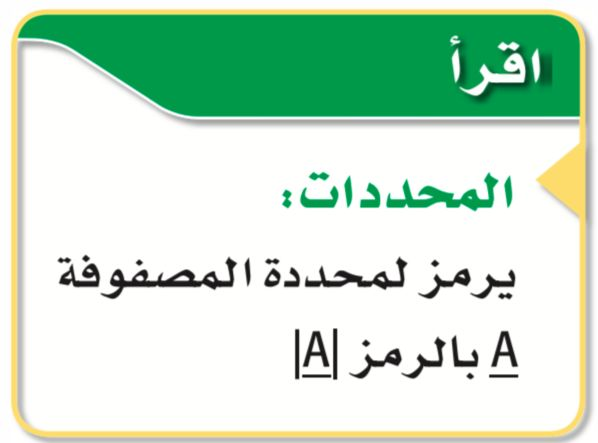 اقرأ
المحددات:
يرمز لمحددة المصفوفة
A بالرمز |A|